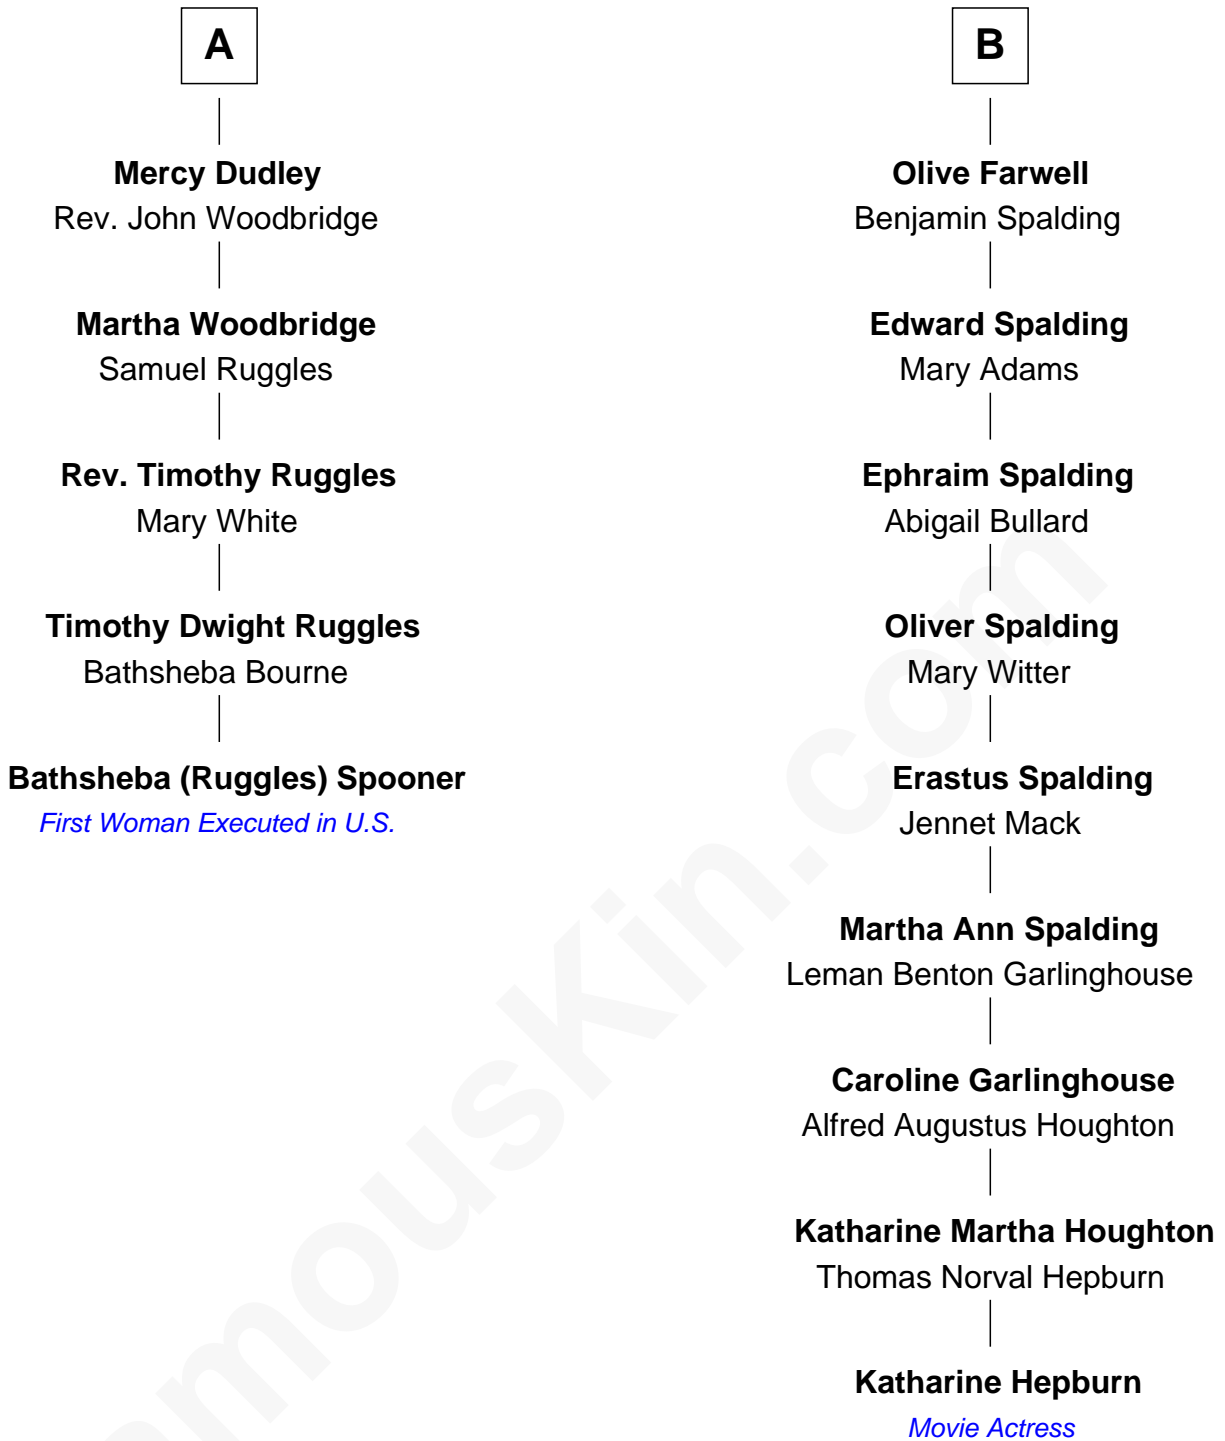 A
Mercy Dudley
Rev. John Woodbridge
Martha Woodbridge
Samuel Ruggles
Rev. Timothy Ruggles
Mary White
Timothy Dwight Ruggles
Bathsheba Bourne
Bathsheba (Ruggles) Spooner
First Woman Executed in U.S.
B
Olive Farwell
Benjamin Spalding
Edward Spalding
Mary Adams
Ephraim Spalding
Abigail Bullard
Oliver Spalding
Mary Witter
Erastus Spalding
Jennet Mack
Martha Ann Spalding
Leman Benton Garlinghouse
Caroline Garlinghouse
Alfred Augustus Houghton
Katharine Martha Houghton
Thomas Norval Hepburn
Katharine Hepburn
Movie Actress
amouskin.com